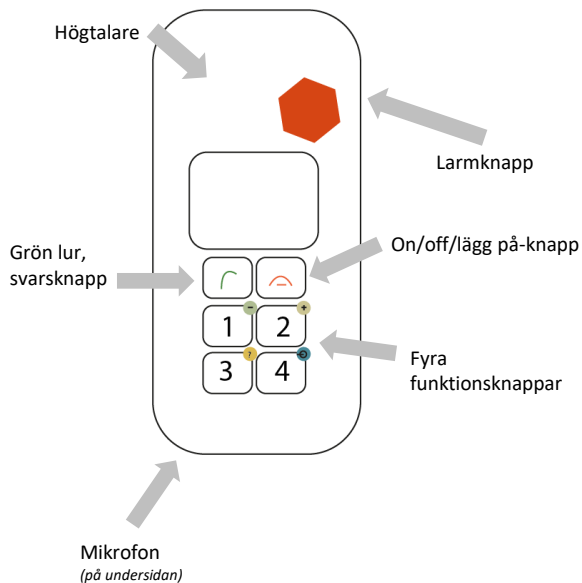 Högtalare
Larmknapp
On/off/lägg på-knapp
Grön lur,
svarsknapp
−
+
1
2
?
3
4
Fyra
funktionsknappar
Mikrofon
(på undersidan)